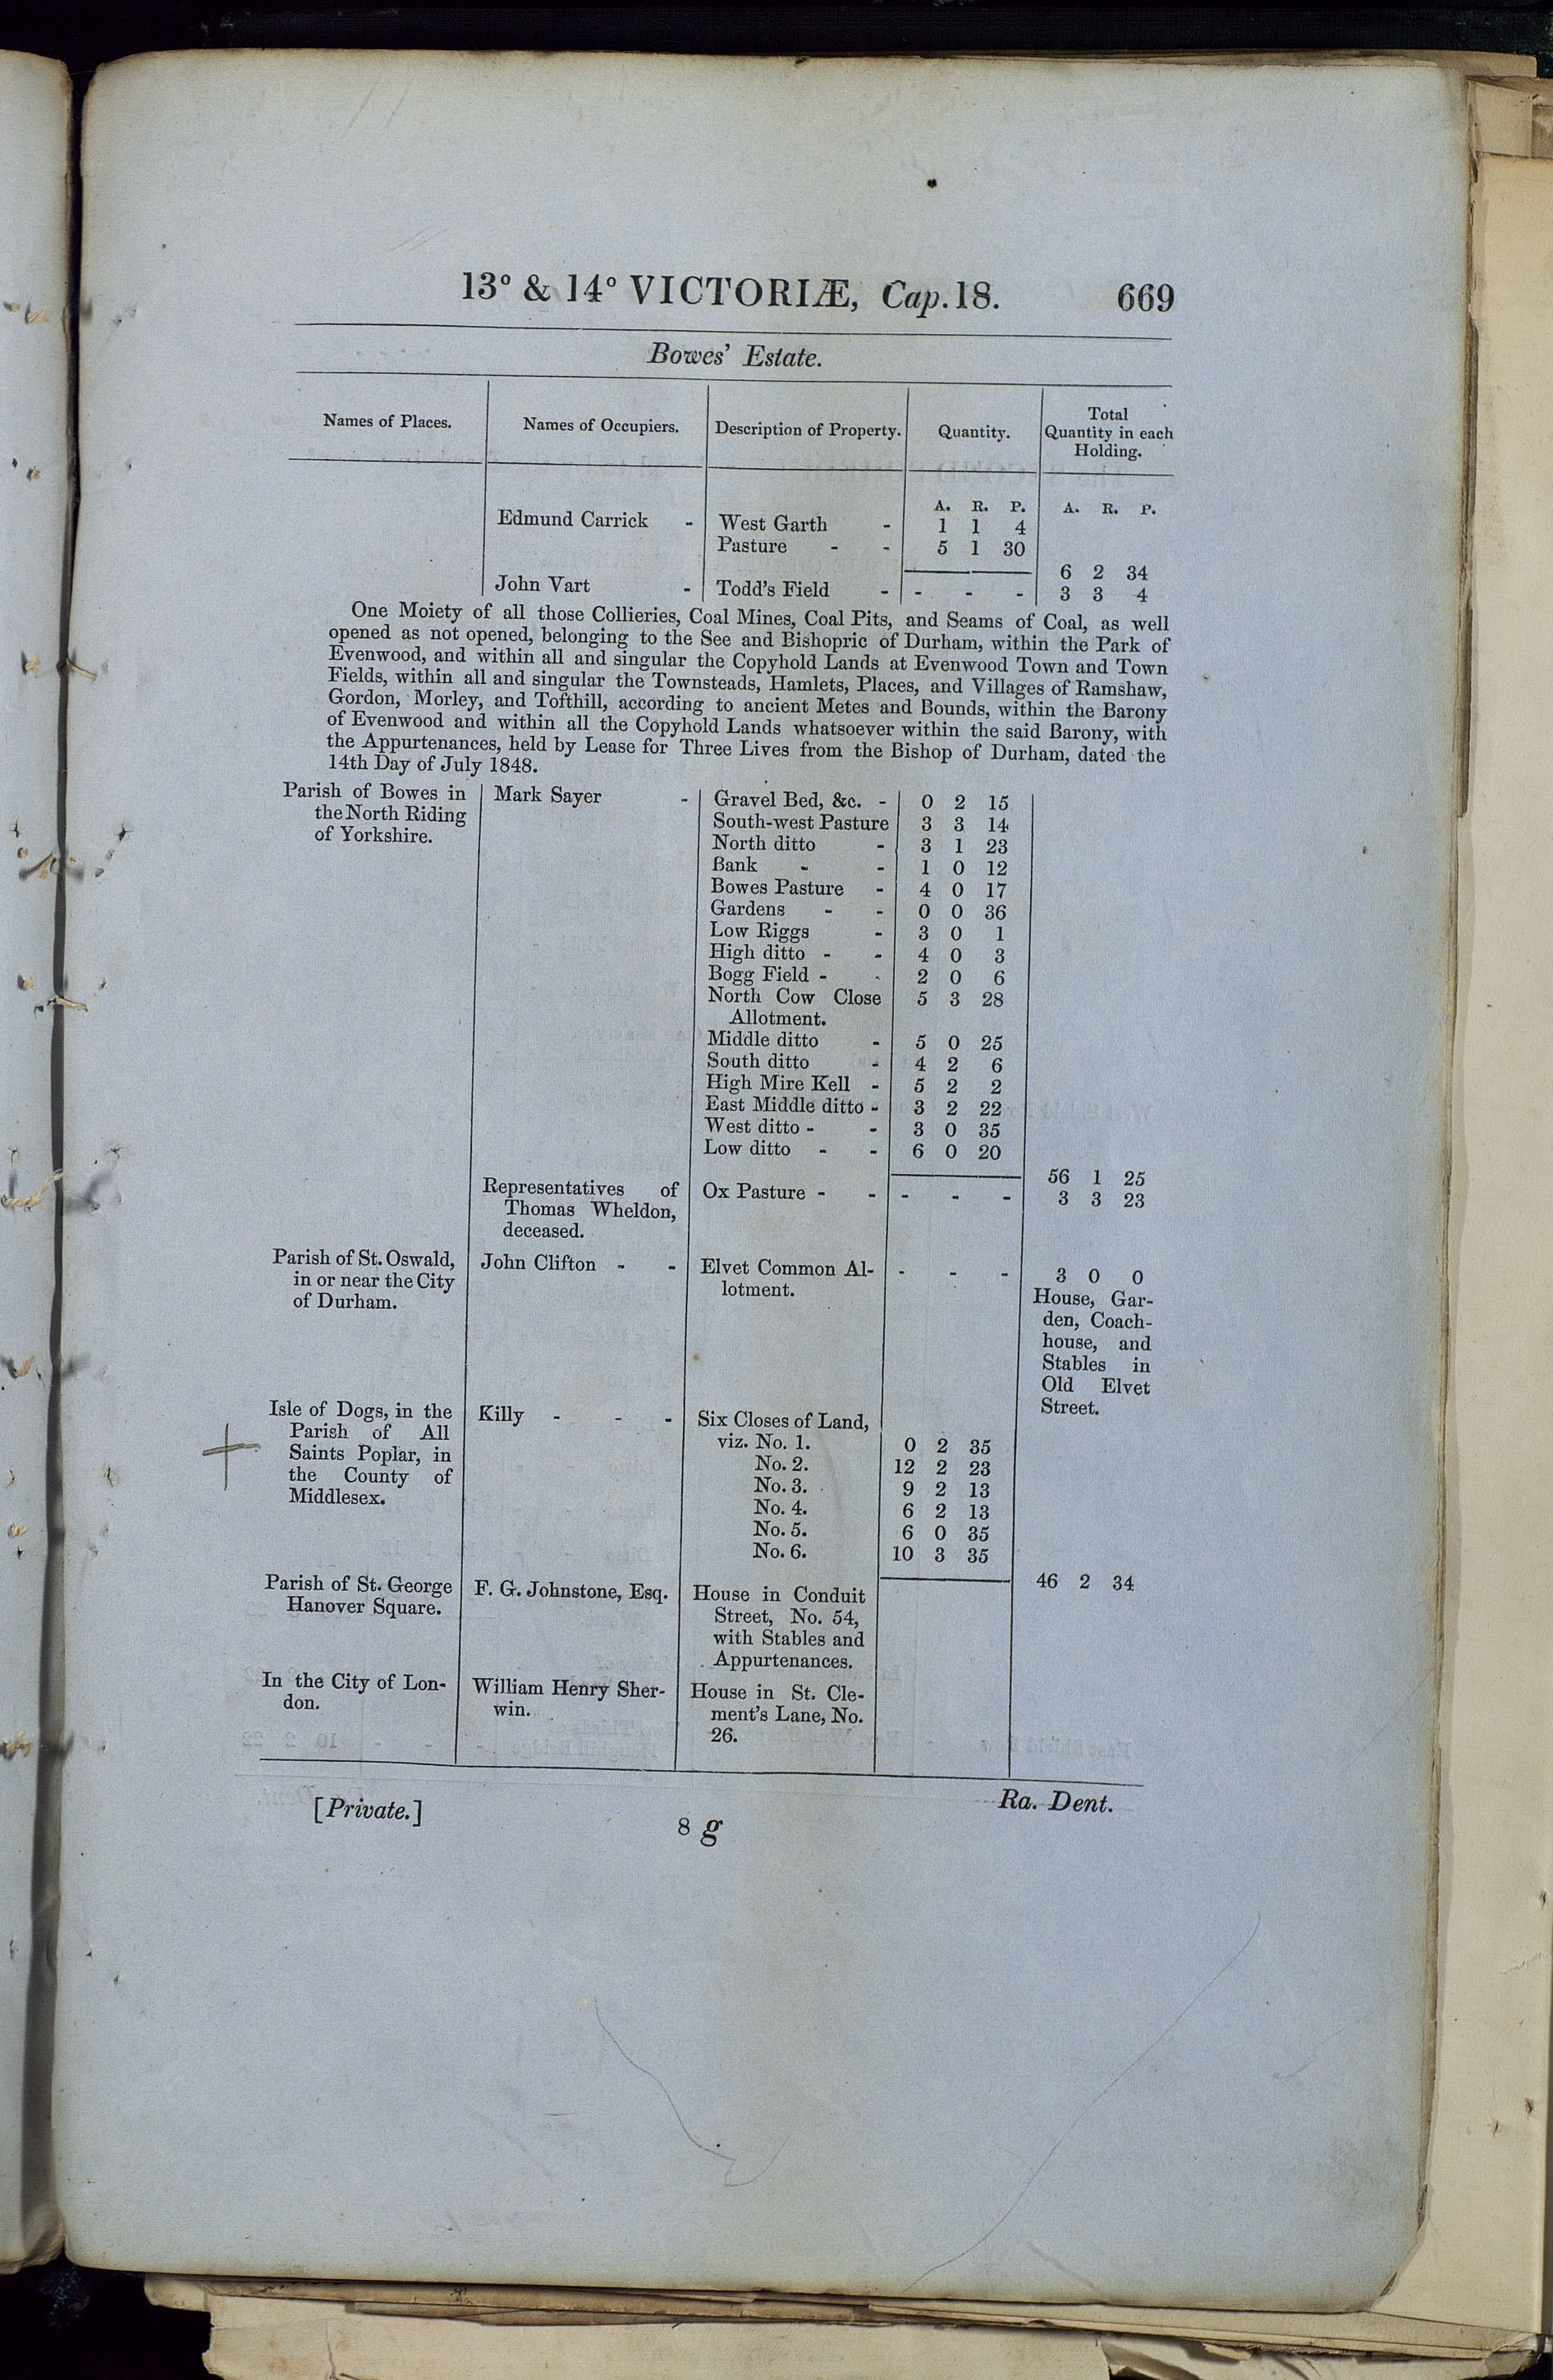 13° & 14° VICTORIÆ, Cap. 18. 669
Bowes' Estate.
Names of Places. Names of Occupiers. Description of Property. Quantity. Total Quantity in each Holding.
A. R. P. A. R. P.
Edmund Carrick - West Garth - 1 1 4
Pasture - - 5 1 30
6 2 34
John Vart - Todd's Field - - - - 3 3 4
One Moiety of all those Collieries, Coal Mines, Coal Pits, and Seams of Coal, as well
opened as not opened, belonging to the See and Bishopric of Durham, within the Park of
Evenwood, and within all and singular the Copyhold Lands at Evenwood Town and Town
Fields, within all and singular the Townsteads, Hamlets, Places, and Villages of Ramshaw,
Gordon, Morley, and Tofthill, according to ancient Metes and Bounds, within the Barony
of Evenwood and within all the Copyhold Lands whatsoever within the said Barony, with
the Appurtenances, held by Lease for Three Lives from the Bishop of Durham, dated the
14th Day of July 1848.
Parish of Bowes in Mark Sayer - Gravel Bed, &c. - 0 2 15
the North Riding South-west Pasture 3 3 14
of Yorkshire. North ditto - 3 1 23
Bank - - 1 0 12
Bowes Pasture - 4 0 17
Gardens - - 0 0 36
Low Riggs - 3 0 1
High ditto - - 4 0 3
Bogg Field - - 2 0 6
North Cow Close 5 3 28
Allotment.
Middle ditto - 5 0 25
South ditto - 4 2 6
High Mire Kell - 5 2 2
East Middle ditto - 3 2 22
West ditto - - 3 0 35
Low ditto - - 6 0 20
56 1 25
Representatives of Ox Pasture - - - - - 3 3 23
Thomas Wheldon,
deceased.
Parish of St. Oswald, John Clifton - - Elvet Common Al- - - - 3 0 0
in or near the City lotment. House, Gar-
of Durham. den, Coach-
house, and
Stables in
Old Elvet
Street.
Isle of Dogs, in the Killy - - - Six Closes of Land,
Parish of All viz. No. 1. 0 2 35
Saints Poplar, in No. 2. 12 2 23
the County of No. 3. 9 2 13
Middlesex. No. 4. 6 2 13
No. 5. 6 0 35
No. 6. 10 3 35
46 2 34
Parish of St. George F. G. Johnstone, Esq. House in Conduit
Hanover Square. Street, No. 54,
with Stables and
Appurtenances.
In the City of Lon- William Henry Sher- House in St. Cle-
don. win. ment's Lane, No.
26.
[Private.] 8 g Ra. Dent.